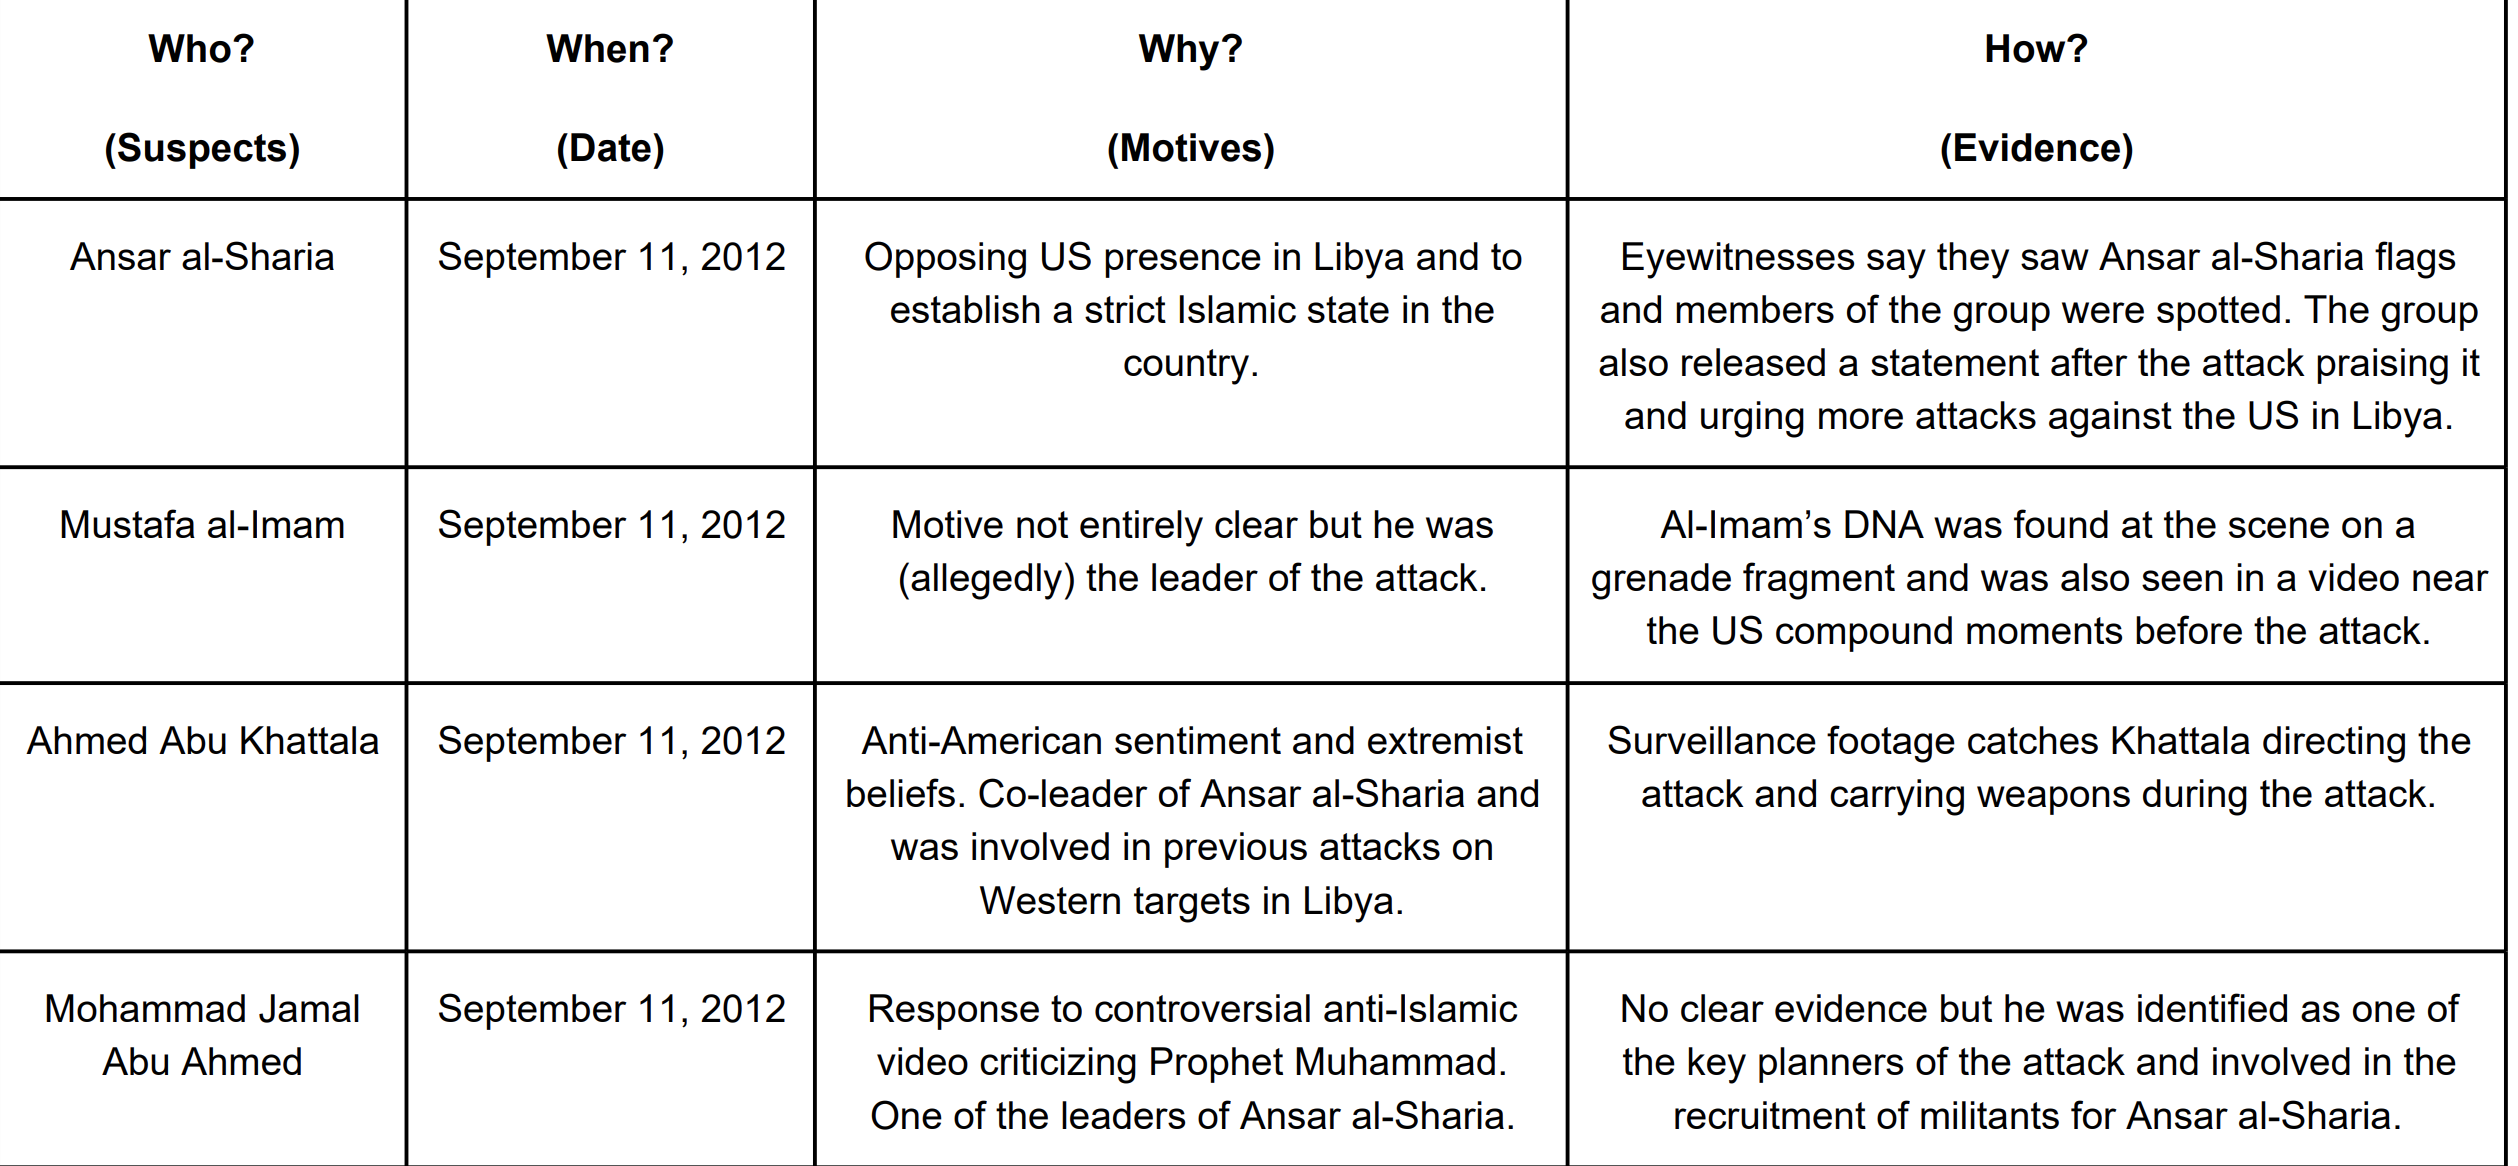 Who?
(Suspects)
When?
(Date)
Why?
(Motives)
How?
(Evidence)
Ansar al-Sharia
September 11, 2012
Opposing US presence in Libya and to
establish a strict Islamic state in the
country.
Eyewitnesses say they saw Ansar al-Sharia flags
and members of the group were spotted. The group
also released a statement after the attack praising it
and urging more attacks against the US in Libya.
Mustafa al-Imam
September 11, 2012
Motive not entirely clear but he was
(allegedly) the leader of the attack.
Al-Imam’s DNA was found at the scene on a
grenade fragment and was also seen in a video near
the US compound moments before the attack.
Ahmed Abu Khattala
September 11, 2012
Anti-American sentiment and extremist
beliefs. Co-leader of Ansar al-Sharia and
was involved in previous attacks on
Western targets in Libya.
Surveillance footage catches Khattala directing the
attack and carrying weapons during the attack.
Mohammad Jamal
Abu Ahmed
September 11, 2012
Response to controversial anti-Islamic
video criticizing Prophet Muhammad.
One of the leaders of Ansar al-Sharia.
No clear evidence but he was identified as one of
the key planners of the attack and involved in the
recruitment of militants for Ansar al-Sharia.